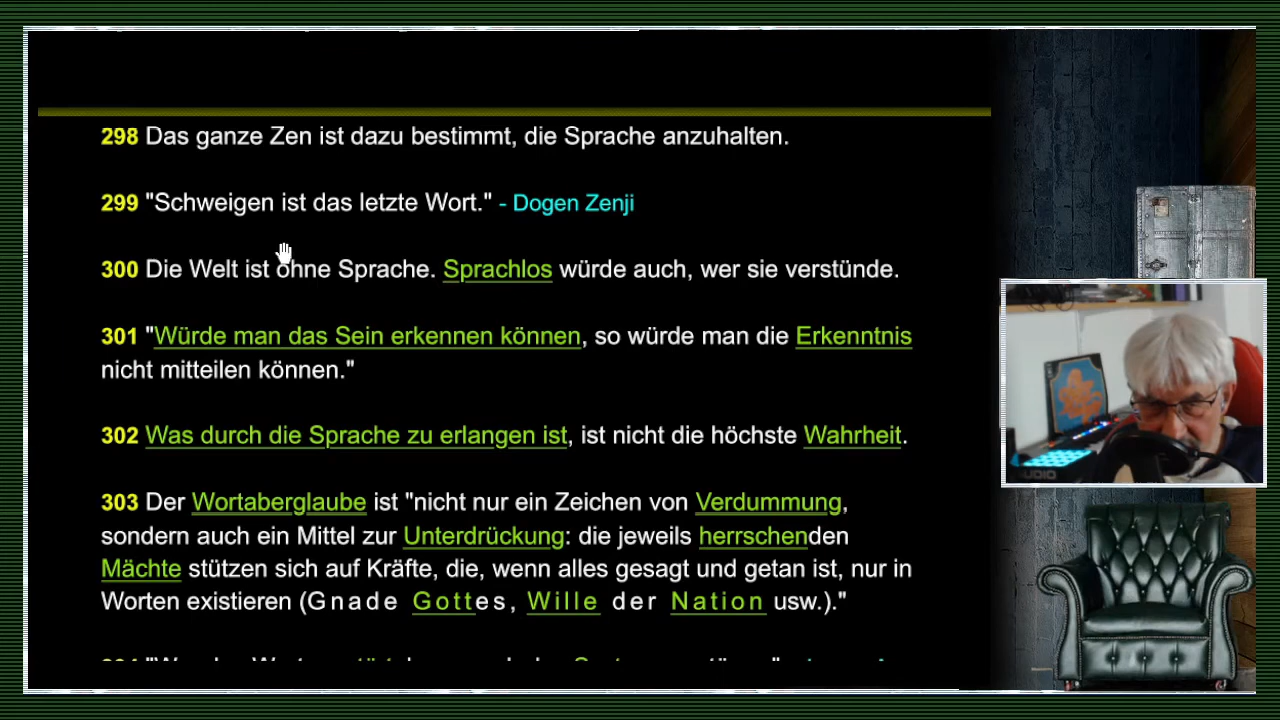 298 Das ganze Zen ist dazu bestimmt, die Sprache anzuhalten.
299 "Schweigen ist das letzte Wort." - Dogen Zenji
300 Die Welt ist ohne Sprache. Sprachlos würde auch, wer sie verstünde.
301 "Würde man das Sein erkennen können, so würde man die Erkenntnis
nicht mitteilen können."
302 Was durch die Sprache zu erlangen ist, ist nicht die höchste Wahrheit.
303 Der Wortaberglaube ist "nicht nur ein Zeichen von Verdummung,
sondern auch ein Mittel zur Unterdrückung: die jeweils herrschenden
Mächte stützen sich auf Kräfte, die, wenn alles gesagt und getan ist, nur in
Worten existieren (Gnade Gottes, Wille der Nation usw.)."